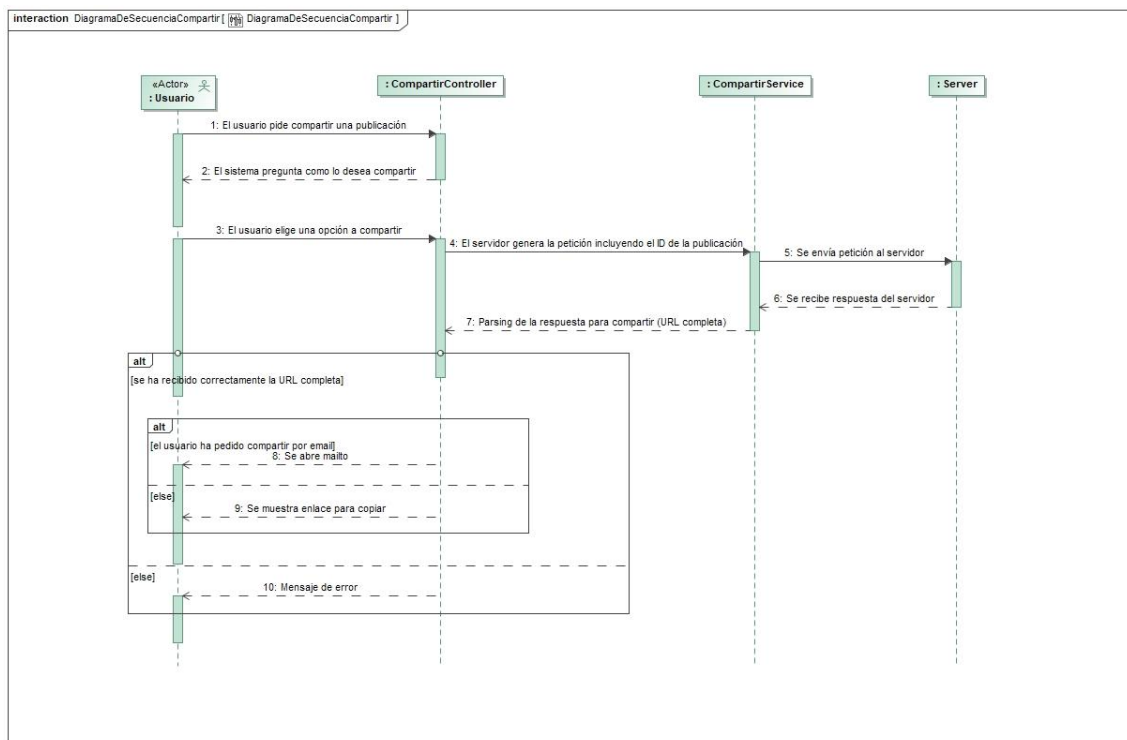 interaction DiagramaDeSecuenciaCompartir [ DiagramaDeSecuenciaCompartir ]
«Actor»
: Usuario
: CompartirController
: CompartirService
: Server
1: El usuario pide compartir una publicación
2: El sistema pregunta como lo desea compartir
3: El usuario elige una opción a compartir
4: El servidor genera la petición incluyendo el ID de la publicación
5: Se envía petición al servidor
6: Se recibe respuesta del servidor
7: Parsing de la respuesta para compartir (URL completa)
alt
[se ha recibido correctamente la URL completa]
alt
[el usuario ha pedido compartir por email]
8: Se abre mailto
[else]
9: Se muestra enlace para copiar
[else]
10: Mensaje de error